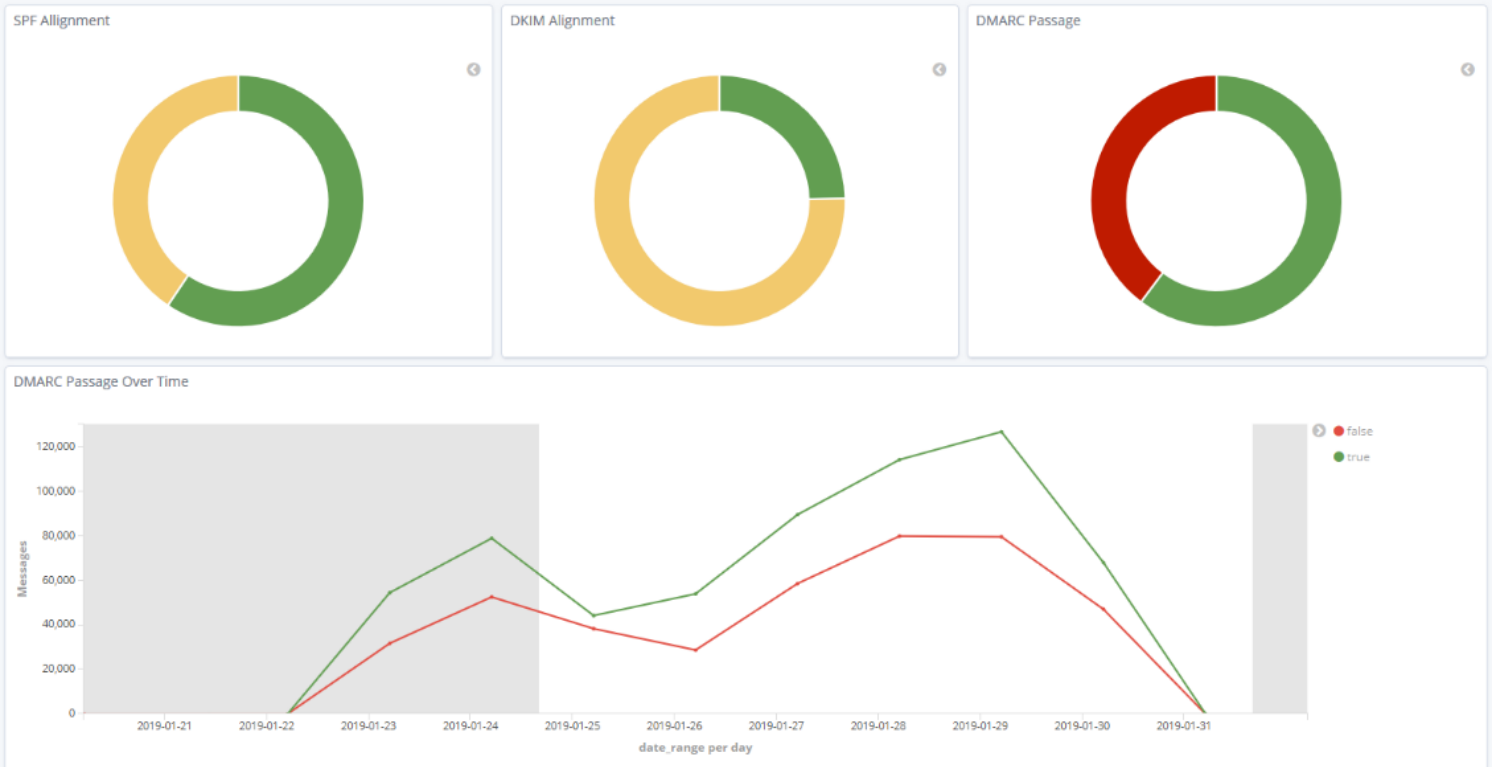 SPF Allignment
DKIM Alignment
DMARC Passage
DMARC Passage Over Time
120,000
100,000
80,000
60,000
40,000
20,000
0
Messages
2019-01-21
2019-01-22
2019-01-23
2019-01-24
2019-01-25
2019-01-26
2019-01-27
2019-01-28
2019-01-29
2019-01-30
2019-01-31
date_range per day
false
true